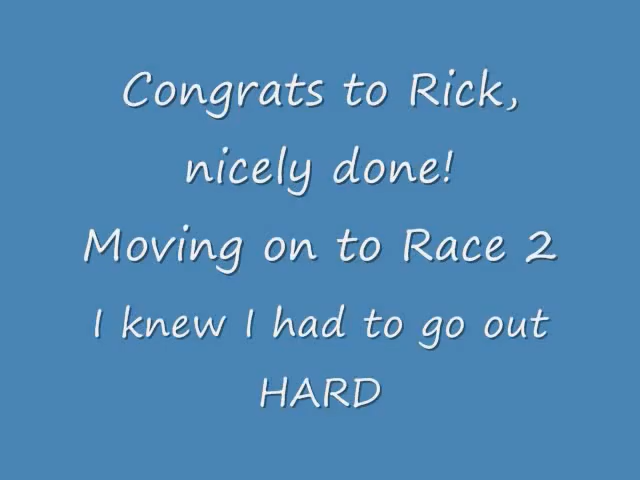 Congrats to Rick,
nicely done!
Moving on to Race 2
I knew I had to go out
HARD